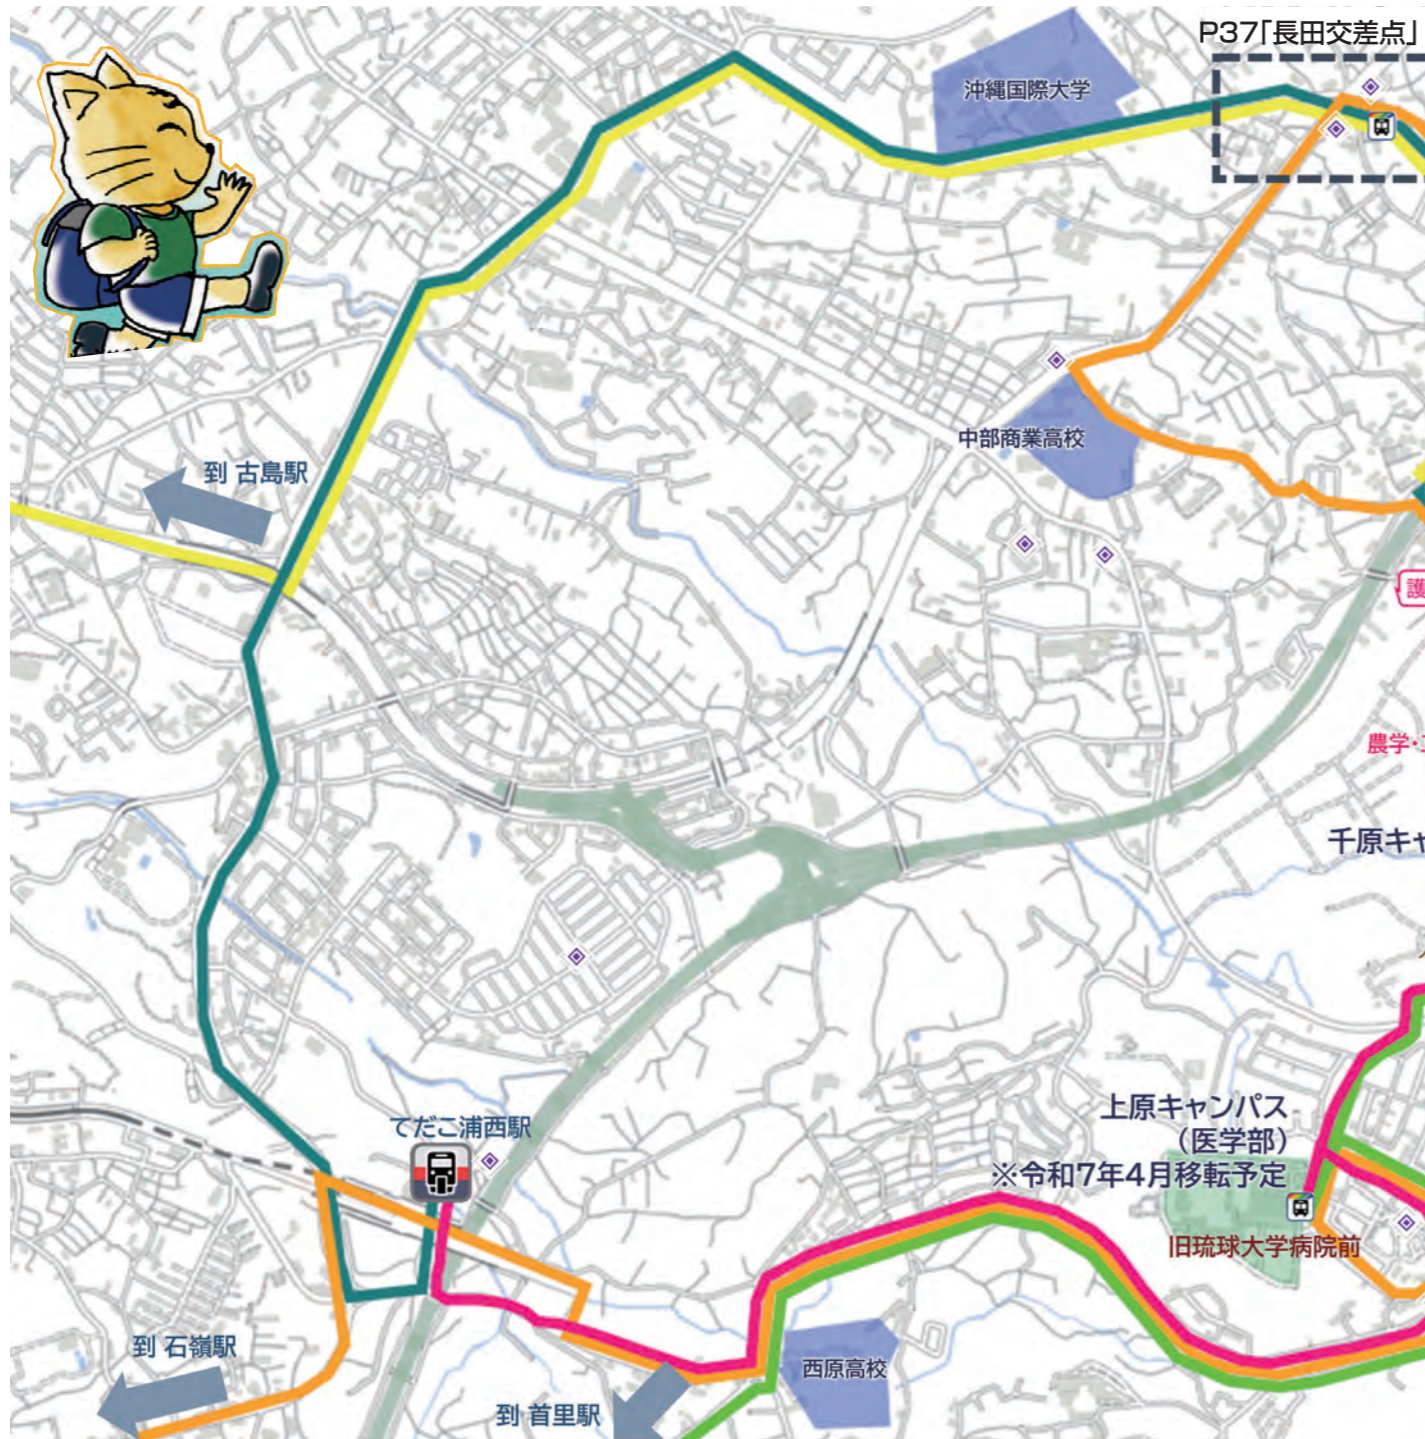 P37「長田交差点」
沖縄国際大学
中部商業高校
到 古島駅
護
農学・
千原キャ
てだこ浦西駅
上原キャンパス
（医学部）
※令和7年4月移転予定
旧琉球大学病院前
到 石嶺駅
西原高校
到 首里駅